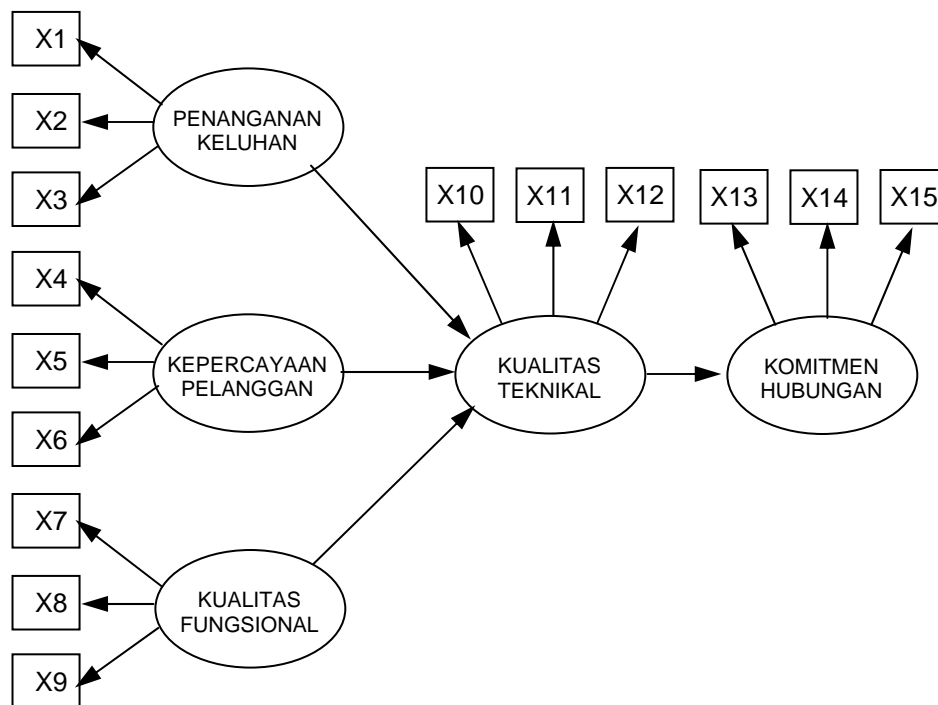 X1
X2
X3
PENANGANAN
KELUHAN
X4
X5
X6
KEPERCAYAAN
PELANGGAN
X7
X8
X9
KUALITAS
FUNGSIONAL
X10
X11
X12
KUALITAS
TEKNIKAL
X13
X14
X15
KOMITMEN
HUBUNGAN